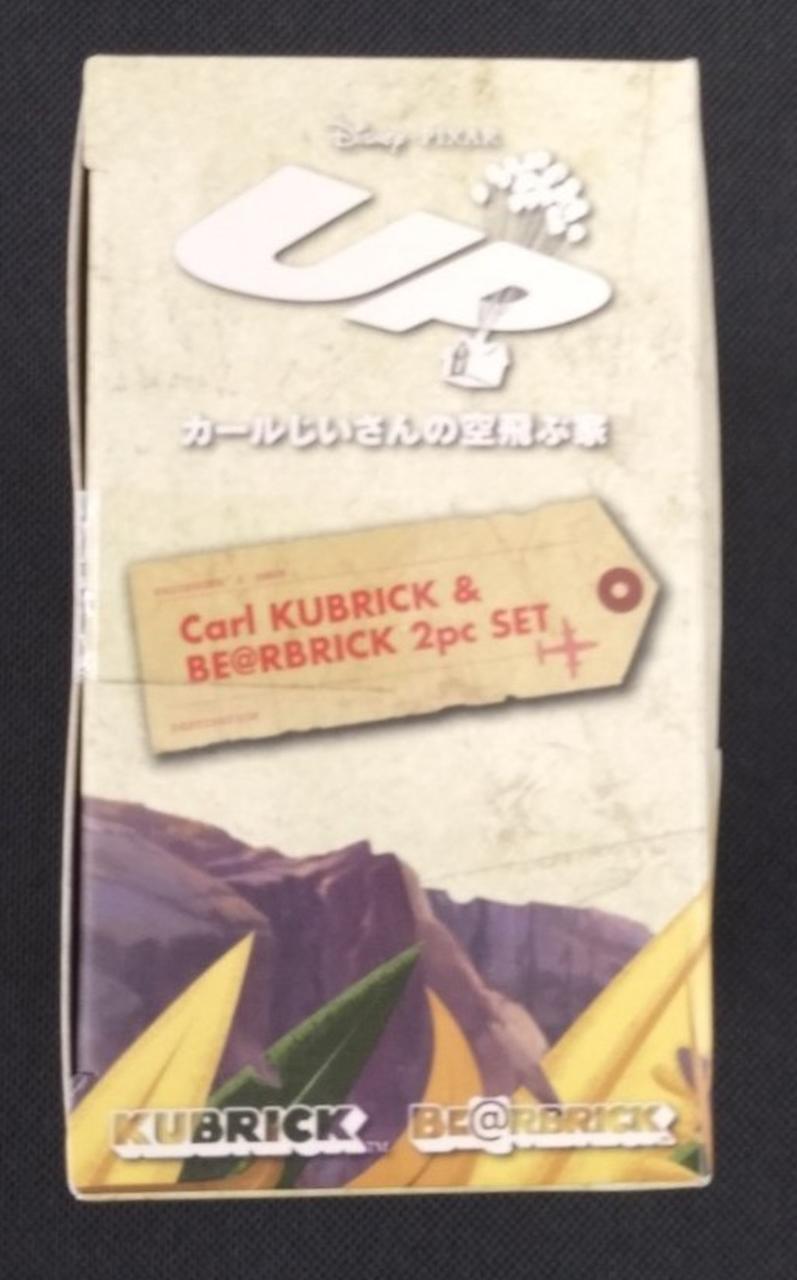 Disney PIXAR
UP
カールじいさんの空飛ぶ家
Carl KUBRICK &
BE@RBRICK 2pc SET
KUBRICK TM
BE@RBRICK